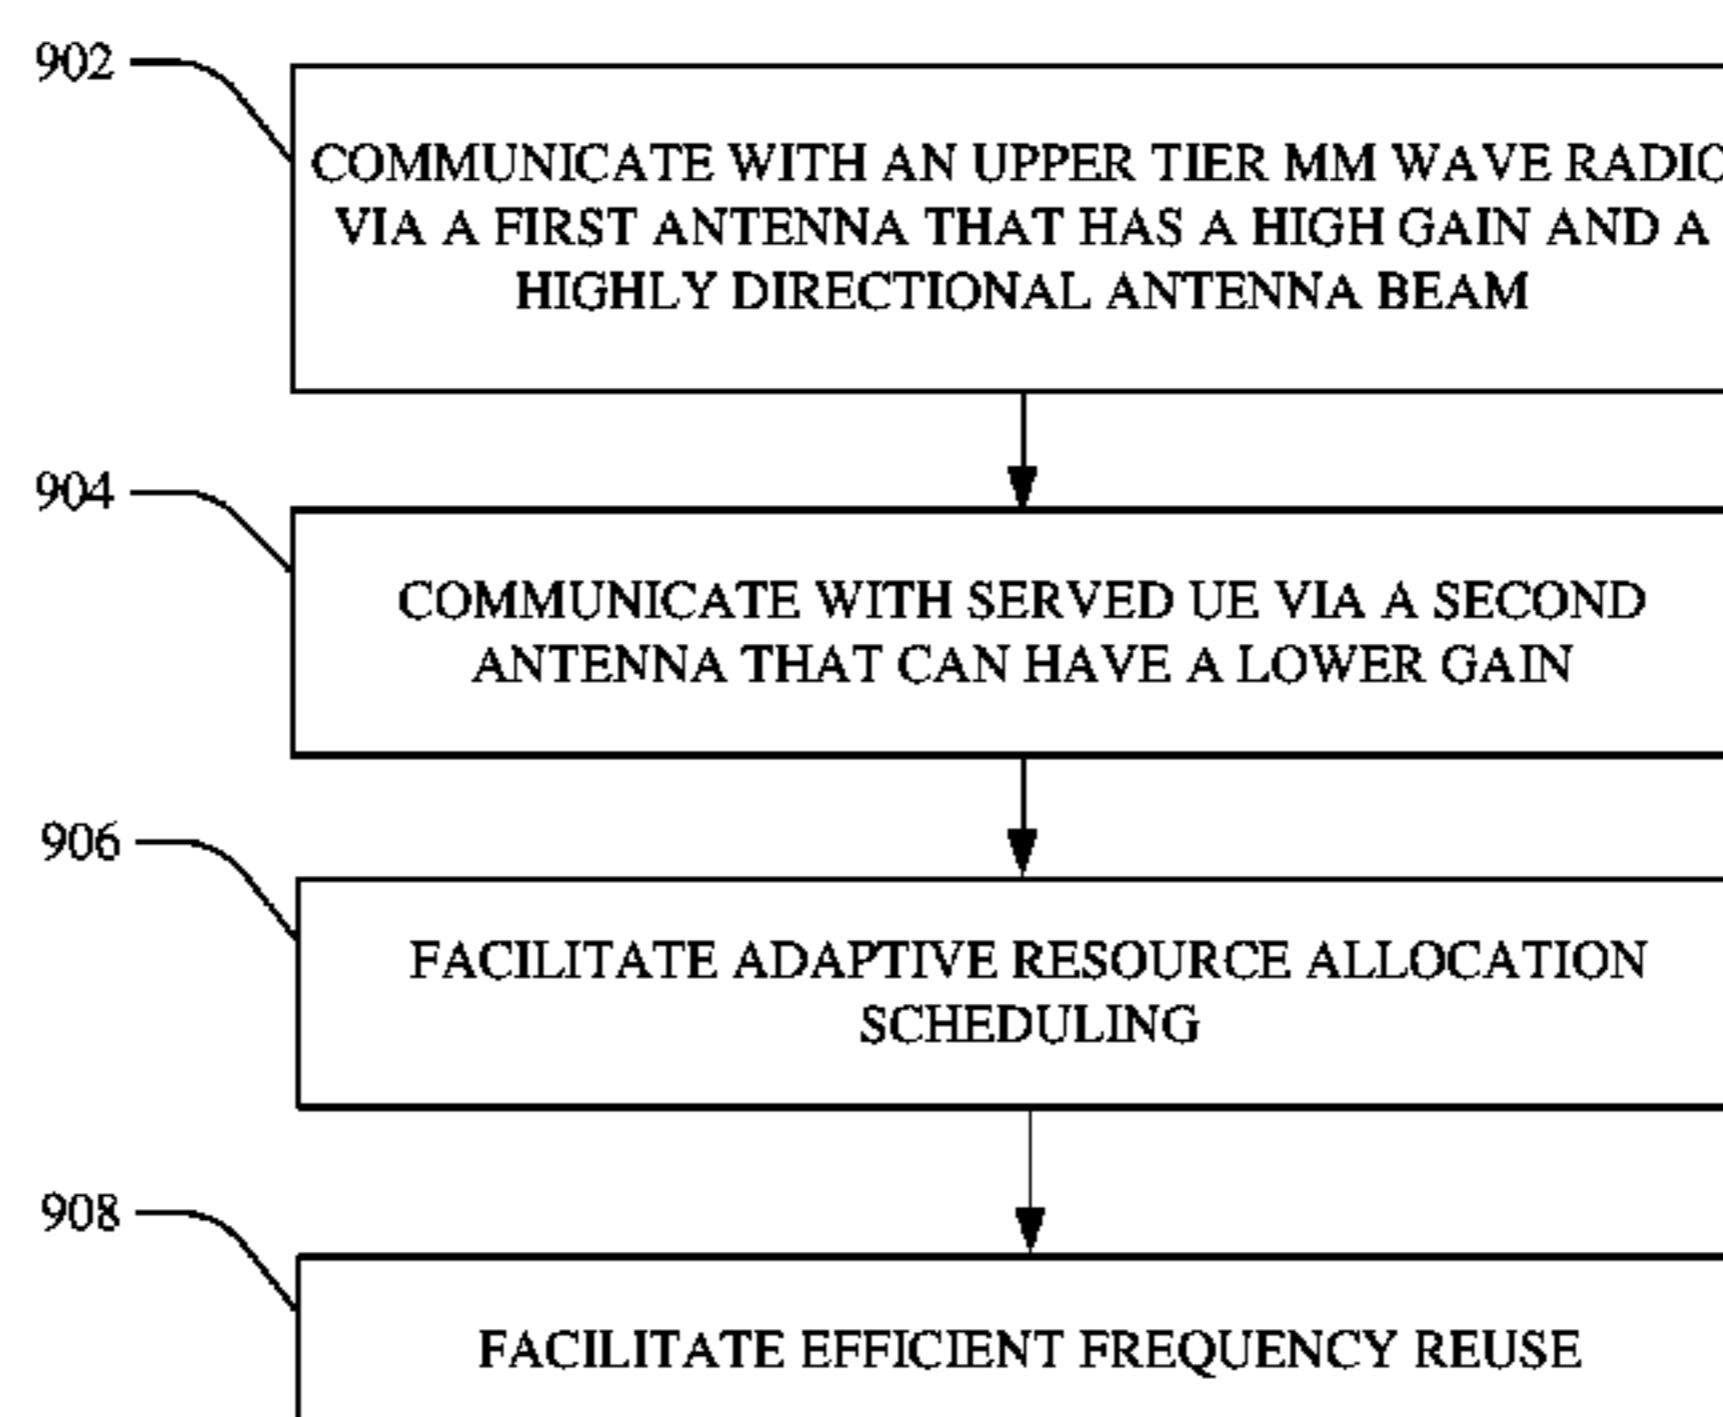 902
COMMUNICATE WITH AN UPPER TIER MM WAVE RADIO
VIA A FIRST ANTENNA THAT HAS A HIGH GAIN AND A
HIGHLY DIRECTIONAL ANTENNA BEAM
904
COMMUNICATE WITH SERVED UE VIA A SECOND
ANTENNA THAT CAN HAVE A LOWER GAIN
906
FACILITATE ADAPTIVE RESOURCE ALLOCATION
SCHEDULING
908
FACILITATE EFFICIENT FREQUENCY REUSE